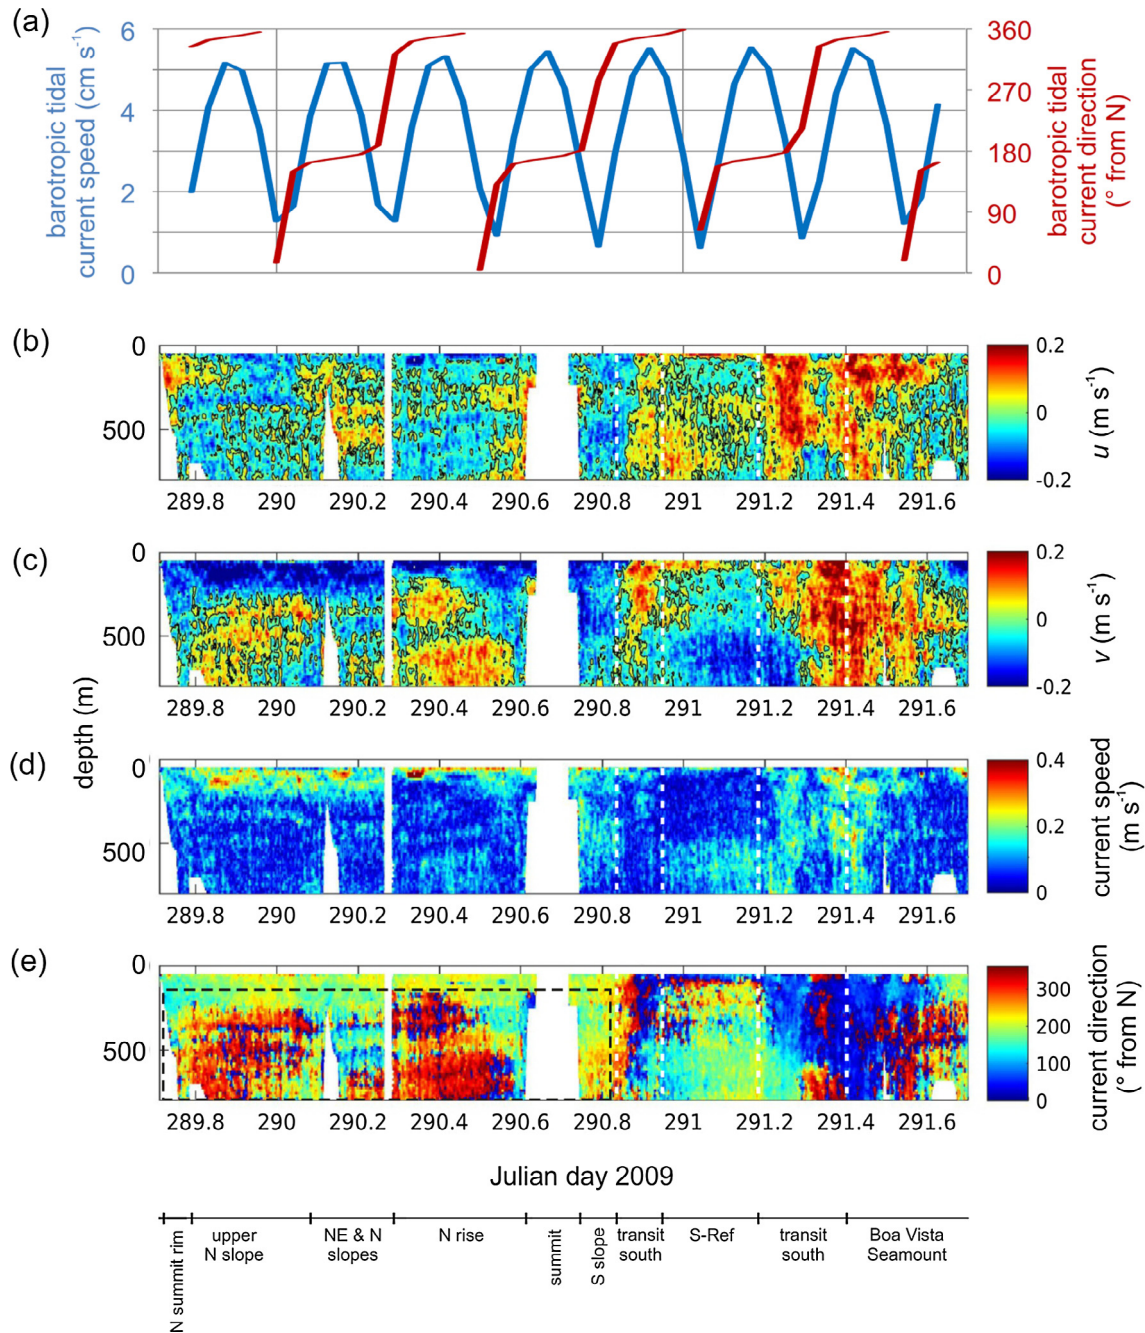 (a)
barotropic tidal
current speed (cm s⁻¹)
6
5
4
3
2
0
360
270
180
90
0
barotropic tidal
current direction
(° from N)
(b)
0
500
289.8 290 290.2 290.4 290.6 290.8 291 291.2 291.4 291.6
0.2
0
-0.2
u (m s⁻¹)
(c)
0
500
289.8 290 290.2 290.4 290.6 290.8 291 291.2 291.4 291.6
0.2
0
-0.2
v (m s⁻¹)
depth (m)
(d)
0
500
289.8 290 290.2 290.4 290.6 290.8 291 291.2 291.4 291.6
0.4
0.2
0
current speed
(m s⁻¹)
(e)
0
500
289.8 290 290.2 290.4 290.6 290.8 291 291.2 291.4 291.6
300
200
100
0
current direction
(° from N)
Julian day 2009
N summit rim
upper
N slope
NE & N
slopes
N rise
summit
S slope
transit
south
S-Ref
transit
south
Boa Vista
Seamount